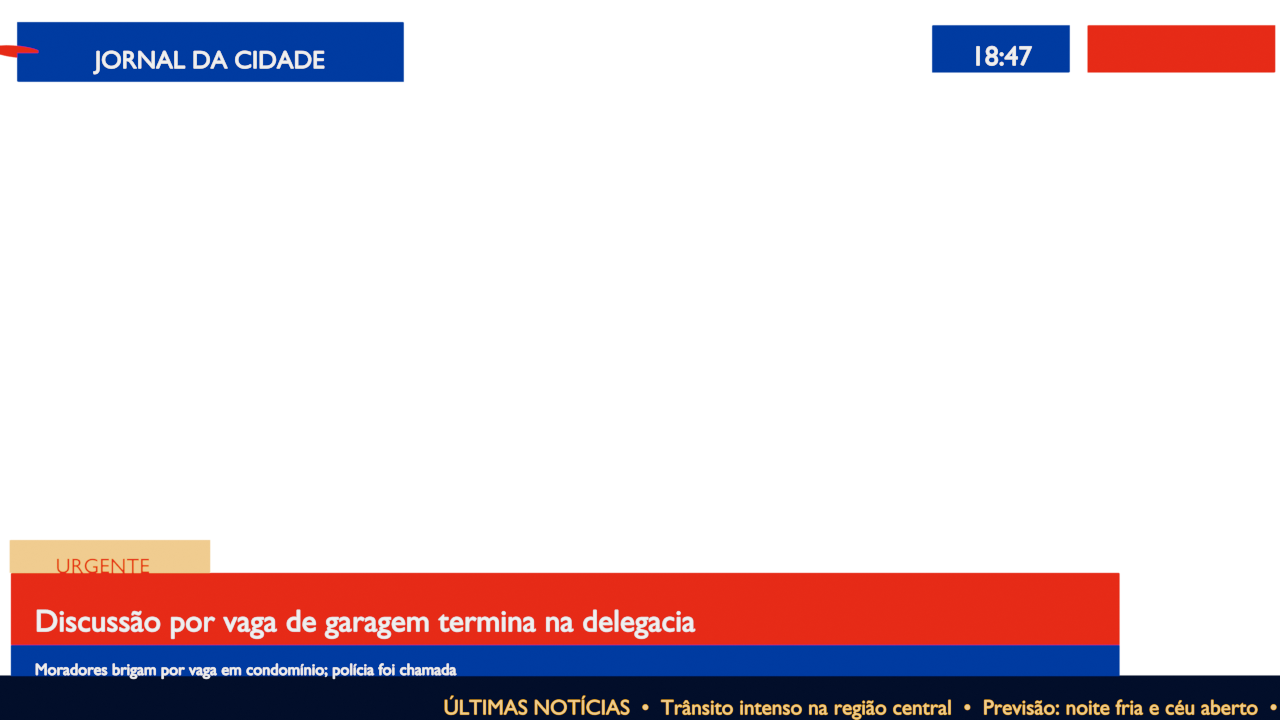 JORNAL DA CIDADE
18:47
URGENTE
Discussão por vaga de garagem termina na delegacia
Moradores brigam por vaga em condomínio; polícia foi chamada
ÚLTIMAS NOTÍCIAS • Trânsito intenso na região central • Previsão: noite fria e céu aberto •